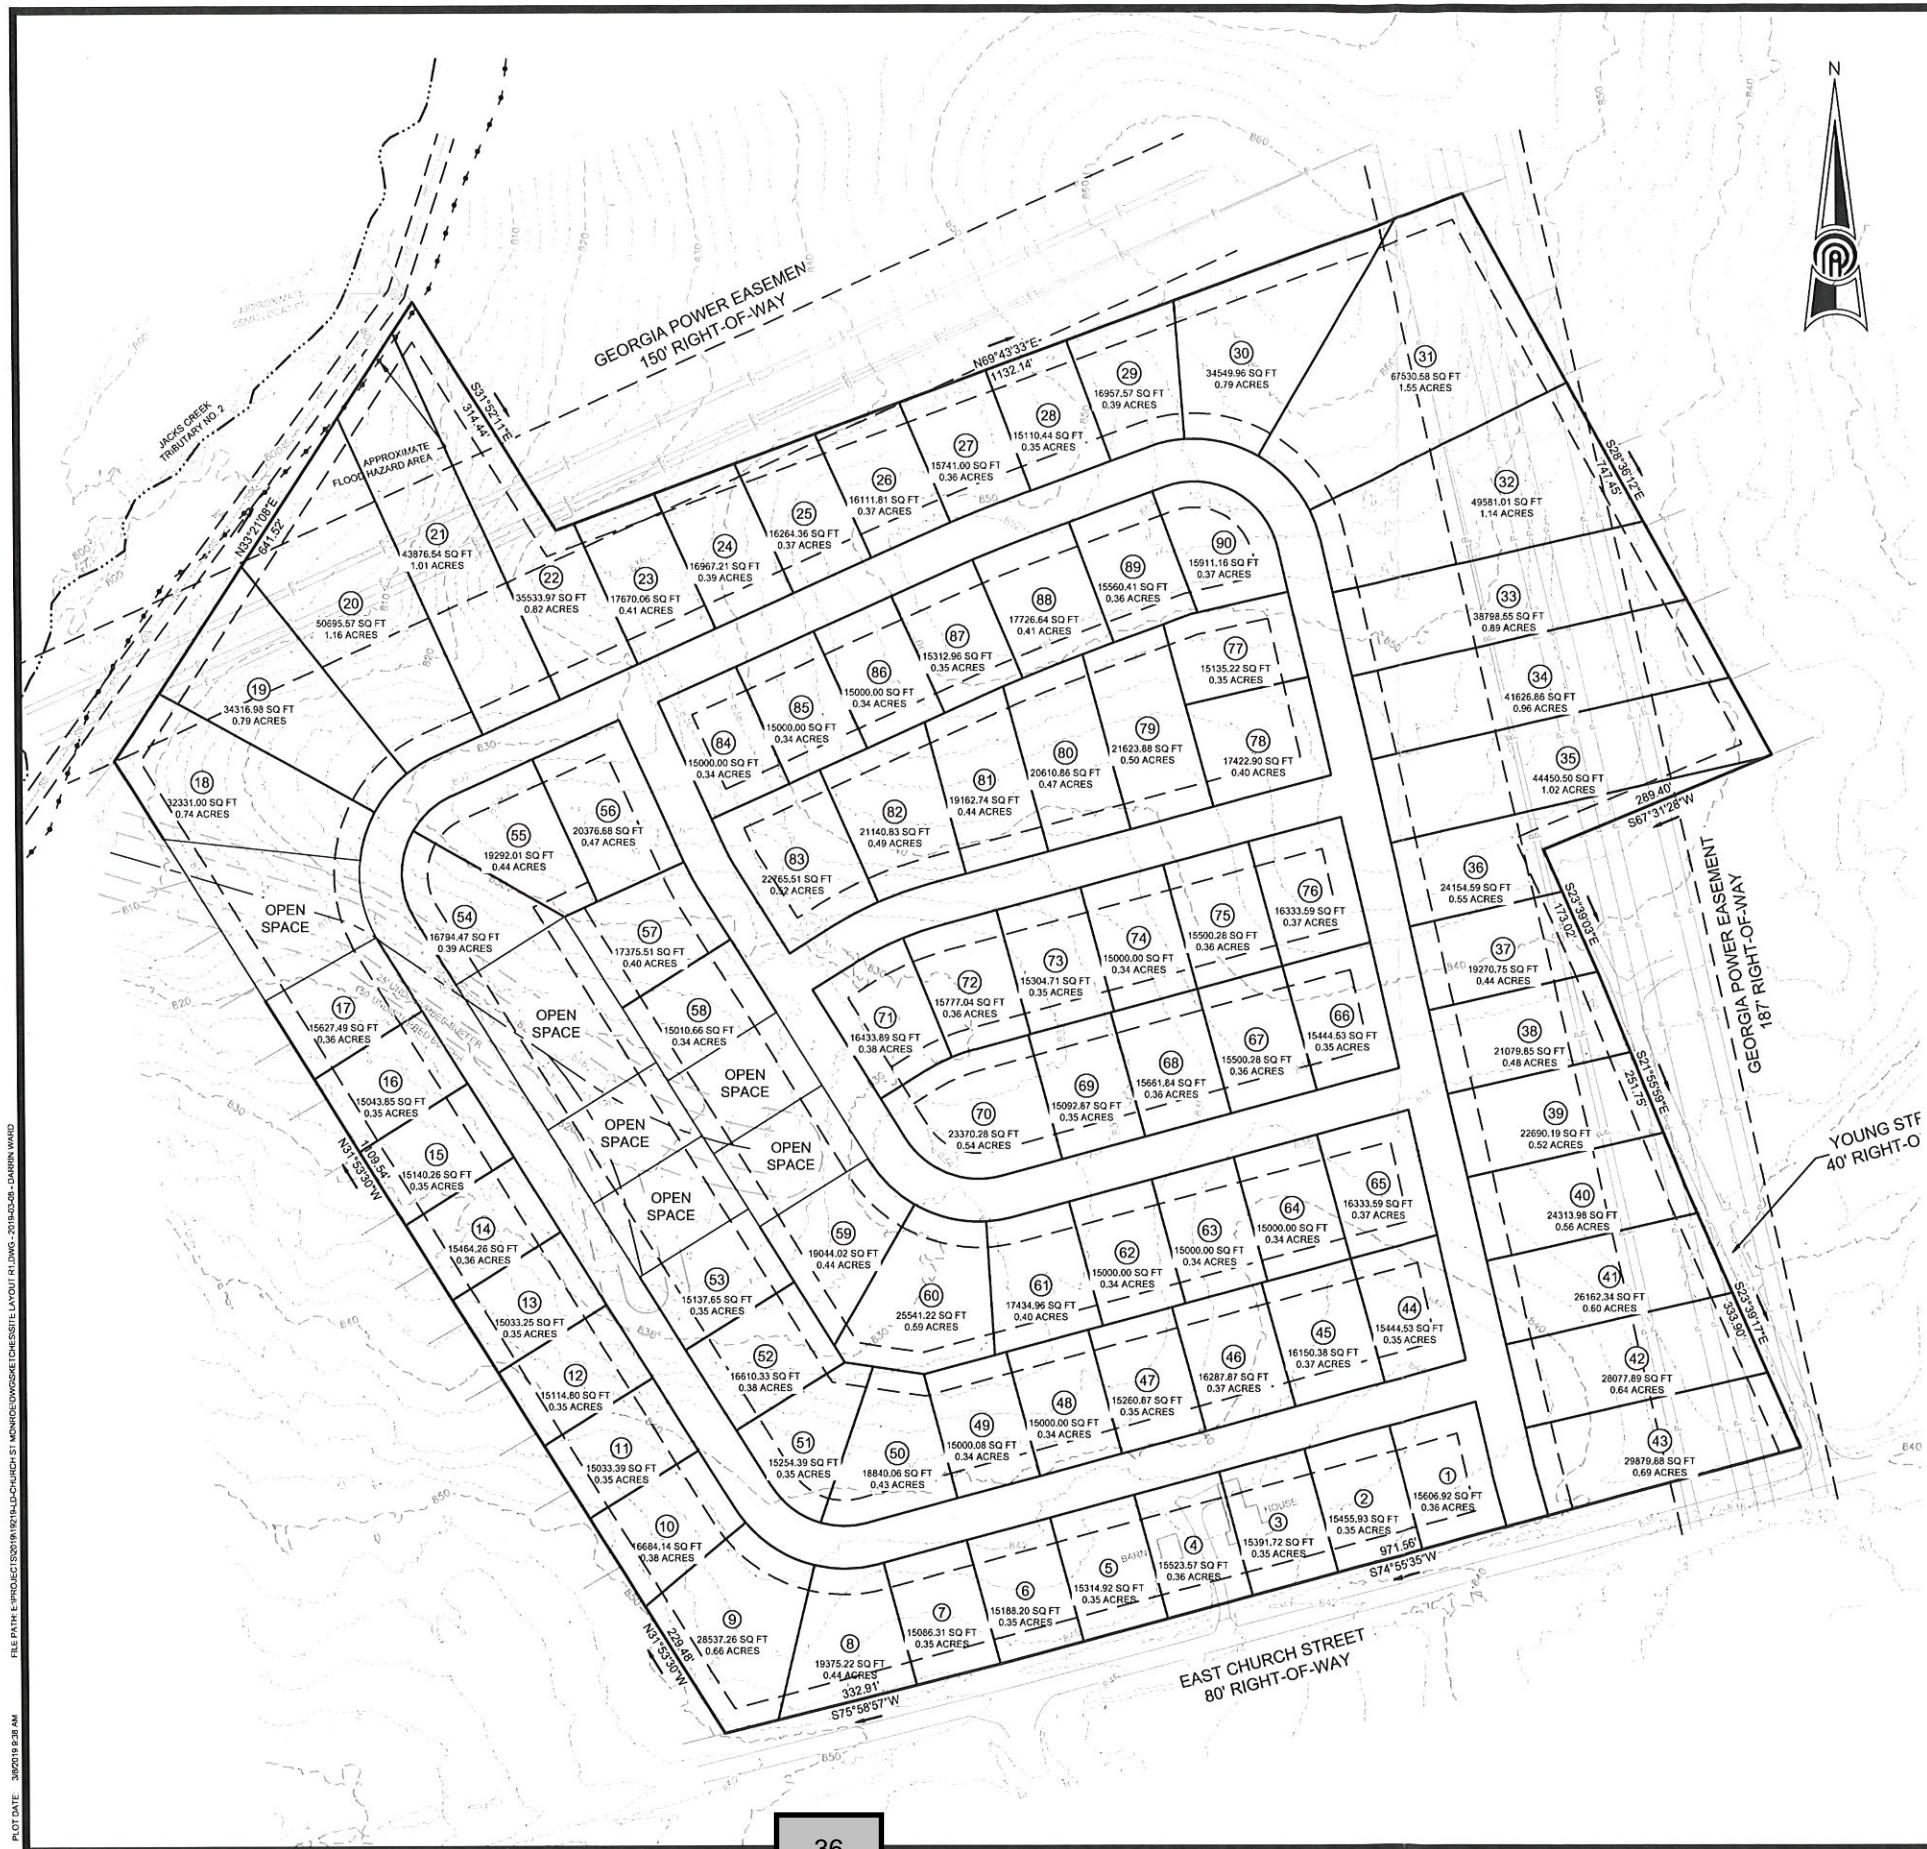 N
GEORGIA POWER EASEMEN
150' RIGHT-OF-WAY
N69°43'33"E
1132.14'
S31°52'11"E
314.44'
JACKS CREEK
TRIBUTARY NO. 2
APPROXIMATE
FLOOD HAZARD AREA
N33°21'08"E
641.52'
S28°36'12"E
747.45'
289.40'
S67°31'28"W
GEORGIA POWER EASEMENT
187' RIGHT-OF-WAY
S23°39'03"E
173.02'
S21°55'59"E
251.75'
YOUNG STF
40' RIGHT-O
S23°39'17"E
333.90'
971.56'
S74°55'35"W
EAST CHURCH STREET
80' RIGHT-OF-WAY
332.91'
S75°58'57"W
229.48'
N31°53'30"W
1109.54'
N31°53'30"W
31
67530.58 SQ FT
1.55 ACRES
30
34549.96 SQ FT
0.79 ACRES
29
16957.57 SQ FT
0.39 ACRES
28
15110.44 SQ FT
0.35 ACRES
27
15741.00 SQ FT
0.36 ACRES
26
16111.81 SQ FT
0.37 ACRES
25
16264.36 SQ FT
0.37 ACRES
24
16967.21 SQ FT
0.39 ACRES
23
17670.06 SQ FT
0.41 ACRES
22
35533.97 SQ FT
0.82 ACRES
21
43876.54 SQ FT
1.01 ACRES
20
50695.57 SQ FT
1.16 ACRES
19
34316.98 SQ FT
0.79 ACRES
18
32331.00 SQ FT
0.74 ACRES
32
49581.01 SQ FT
1.14 ACRES
33
38798.55 SQ FT
0.89 ACRES
34
41626.86 SQ FT
0.96 ACRES
35
44450.50 SQ FT
1.02 ACRES
36
24154.59 SQ FT
0.55 ACRES
37
19270.75 SQ FT
0.44 ACRES
38
21079.85 SQ FT
0.48 ACRES
39
22690.19 SQ FT
0.52 ACRES
40
24313.98 SQ FT
0.56 ACRES
41
26162.34 SQ FT
0.60 ACRES
42
28077.89 SQ FT
0.64 ACRES
43
29879.88 SQ FT
0.69 ACRES
90
15911.16 SQ FT
0.37 ACRES
89
15560.41 SQ FT
0.36 ACRES
88
17726.64 SQ FT
0.41 ACRES
87
15312.96 SQ FT
0.35 ACRES
86
15000.00 SQ FT
0.34 ACRES
85
15000.00 SQ FT
0.34 ACRES
84
15000.00 SQ FT
0.34 ACRES
77
15135.22 SQ FT
0.35 ACRES
78
17422.90 SQ FT
0.40 ACRES
79
21623.88 SQ FT
0.50 ACRES
80
20610.86 SQ FT
0.47 ACRES
81
19162.74 SQ FT
0.44 ACRES
82
21140.83 SQ FT
0.49 ACRES
83
22765.51 SQ FT
0.52 ACRES
56
20376.68 SQ FT
0.47 ACRES
55
19292.01 SQ FT
0.44 ACRES
54
16794.47 SQ FT
0.39 ACRES
57
17375.51 SQ FT
0.40 ACRES
58
15010.66 SQ FT
0.34 ACRES
OPEN
SPACE
OPEN
SPACE
OPEN
SPACE
OPEN
SPACE
OPEN
SPACE
OPEN
SPACE
76
16333.59 SQ FT
0.37 ACRES
75
15500.28 SQ FT
0.36 ACRES
74
15000.00 SQ FT
0.34 ACRES
73
15304.71 SQ FT
0.35 ACRES
72
15777.04 SQ FT
0.36 ACRES
71
16433.89 SQ FT
0.38 ACRES
66
15444.53 SQ FT
0.35 ACRES
67
15500.28 SQ FT
0.36 ACRES
68
15661.84 SQ FT
0.36 ACRES
69
15092.87 SQ FT
0.35 ACRES
70
23370.28 SQ FT
0.54 ACRES
65
16333.59 SQ FT
0.37 ACRES
64
15000.00 SQ FT
0.34 ACRES
63
15000.00 SQ FT
0.34 ACRES
62
15000.00 SQ FT
0.34 ACRES
61
17434.96 SQ FT
0.40 ACRES
60
25541.22 SQ FT
0.59 ACRES
59
19044.02 SQ FT
0.44 ACRES
44
15444.53 SQ FT
0.35 ACRES
45
16150.38 SQ FT
0.37 ACRES
46
16287.87 SQ FT
0.37 ACRES
47
15260.87 SQ FT
0.35 ACRES
48
15000.00 SQ FT
0.34 ACRES
49
15000.08 SQ FT
0.34 ACRES
50
18840.06 SQ FT
0.43 ACRES
51
15254.39 SQ FT
0.35 ACRES
52
16610.33 SQ FT
0.38 ACRES
53
15137.65 SQ FT
0.35 ACRES
17
15627.49 SQ FT
0.36 ACRES
16
15043.85 SQ FT
0.35 ACRES
15
15140.26 SQ FT
0.35 ACRES
14
15464.26 SQ FT
0.36 ACRES
13
15033.25 SQ FT
0.35 ACRES
12
15114.80 SQ FT
0.35 ACRES
11
15033.39 SQ FT
0.35 ACRES
10
16684.14 SQ FT
0.38 ACRES
9
28537.26 SQ FT
0.66 ACRES
8
19375.22 SQ FT
0.44 ACRES
7
15086.31 SQ FT
0.35 ACRES
6
15188.20 SQ FT
0.35 ACRES
5
15314.92 SQ FT
0.35 ACRES
4
15523.57 SQ FT
0.36 ACRES
3
15391.72 SQ FT
0.35 ACRES
2
15455.93 SQ FT
0.35 ACRES
1
15606.92 SQ FT
0.36 ACRES
HOUSE
BARN
36
PLOT DATE: 3/8/2019 9:38 AM